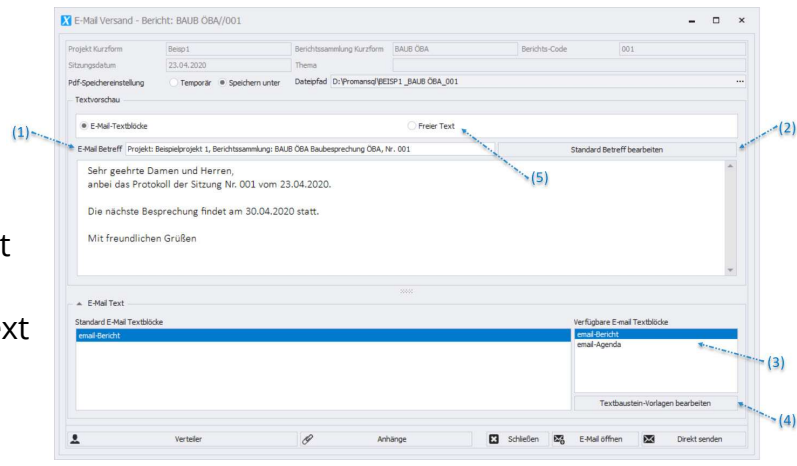 E-Mail Versand - Bericht: BAUB ÖBA//001
Projekt Kurzform Beisp1 Berichtssammlung Kurzform BAUB ÖBA Berichts-Code 001
Sitzungsdatum 23.04.2020 Thema
Pdf-Speichereinstellung Temporär Speichern unter Dateipfad D:\Promansql\BEISP1 _BAUB ÖBA_001 ...
Textvorschau
E-Mail-Textblöcke Freier Text
(1) (2)
E-Mail Betreff Projekt: Beispielprojekt 1, Berichtssammlung: BAUB ÖBA Baubesprechung ÖBA, Nr. 001 Standard Betreff bearbeiten
(5)
Sehr geehrte Damen und Herren,
anbei das Protokoll der Sitzung Nr. 001 vom 23.04.2020.
Die nächste Besprechung findet am 30.04.2020 statt.
Mit freundlichen Grüßen
E-Mail Text
Standard E-Mail Textblöcke Verfügbare E-mail Textblöcke
email-Bericht email-Bericht
email-Agenda
(3)
Textbaustein-Vorlagen bearbeiten
(4)
Verteiler Anhänge Schließen E-Mail öffnen Direkt senden